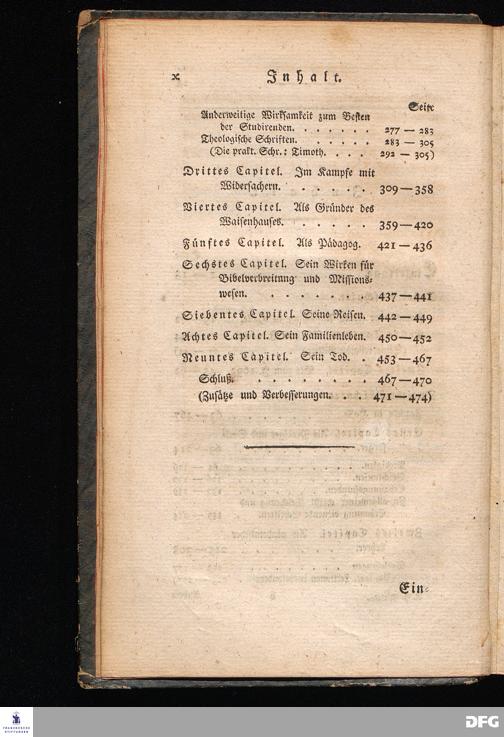 x Inhalt.
Seite
Anderweitige Wirksamkeit zum Besten
der Studirenden. . . . . . . 277 — 283
Theologische Schriften. . . . . . 283 — 305
(Die prakt. Schr.: Timoth. . . . 292 — 305)
Drittes Capitel. Im Kampfe mit
Widersachern. . . . . . . 309—358
Viertes Capitel. Als Gründer des
Waisenhauses. . . . . . . 359—420
Fünftes Capitel. Als Pädagog. 421—436
Sechstes Capitel. Sein Wirken für
Bibelverbreitung und Missions-
wesen. . . . . . . . . 437—441
Siebentes Capitel. Seine Reisen. 442—449
Achtes Capitel. Sein Familienleben. 450—452
Neuntes Capitel. Sein Tod. . 453—467
Schluß. . . . . . . . . 467—470
(Zusätze und Verbesserungen. . . . 471—474)
Ein-
FRANCKESCHE
STIFTUNGEN
DFG